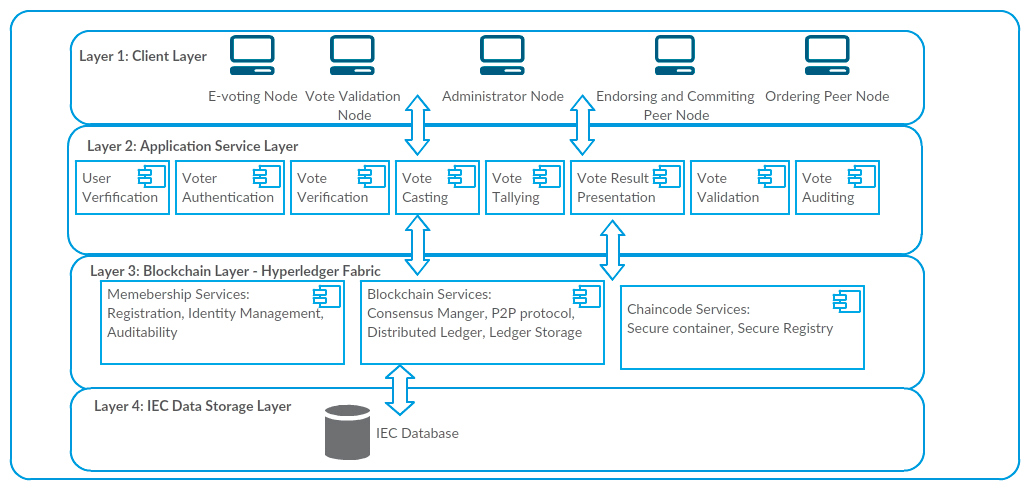 Layer 1: Client Layer
E-voting Node
Vote Validation
Node
Administrator Node
Endorsing and Commiting
Peer Node
Ordering Peer Node
Layer 2: Application Service Layer
User
Verfification
Voter
Authentication
Vote
Verification
Vote
Casting
Vote
Tallying
Vote Result
Presentation
Vote
Validation
Vote
Auditing
Layer 3: Blockchain Layer - Hyperledger Fabric
Memebership Services:
Registration, Identity Management,
Auditability
Blockchain Services:
Consensus Manger, P2P protocol,
Distributed Ledger, Ledger Storage
Chaincode Services:
Secure container, Secure Registry
Layer 4: IEC Data Storage Layer
IEC Database